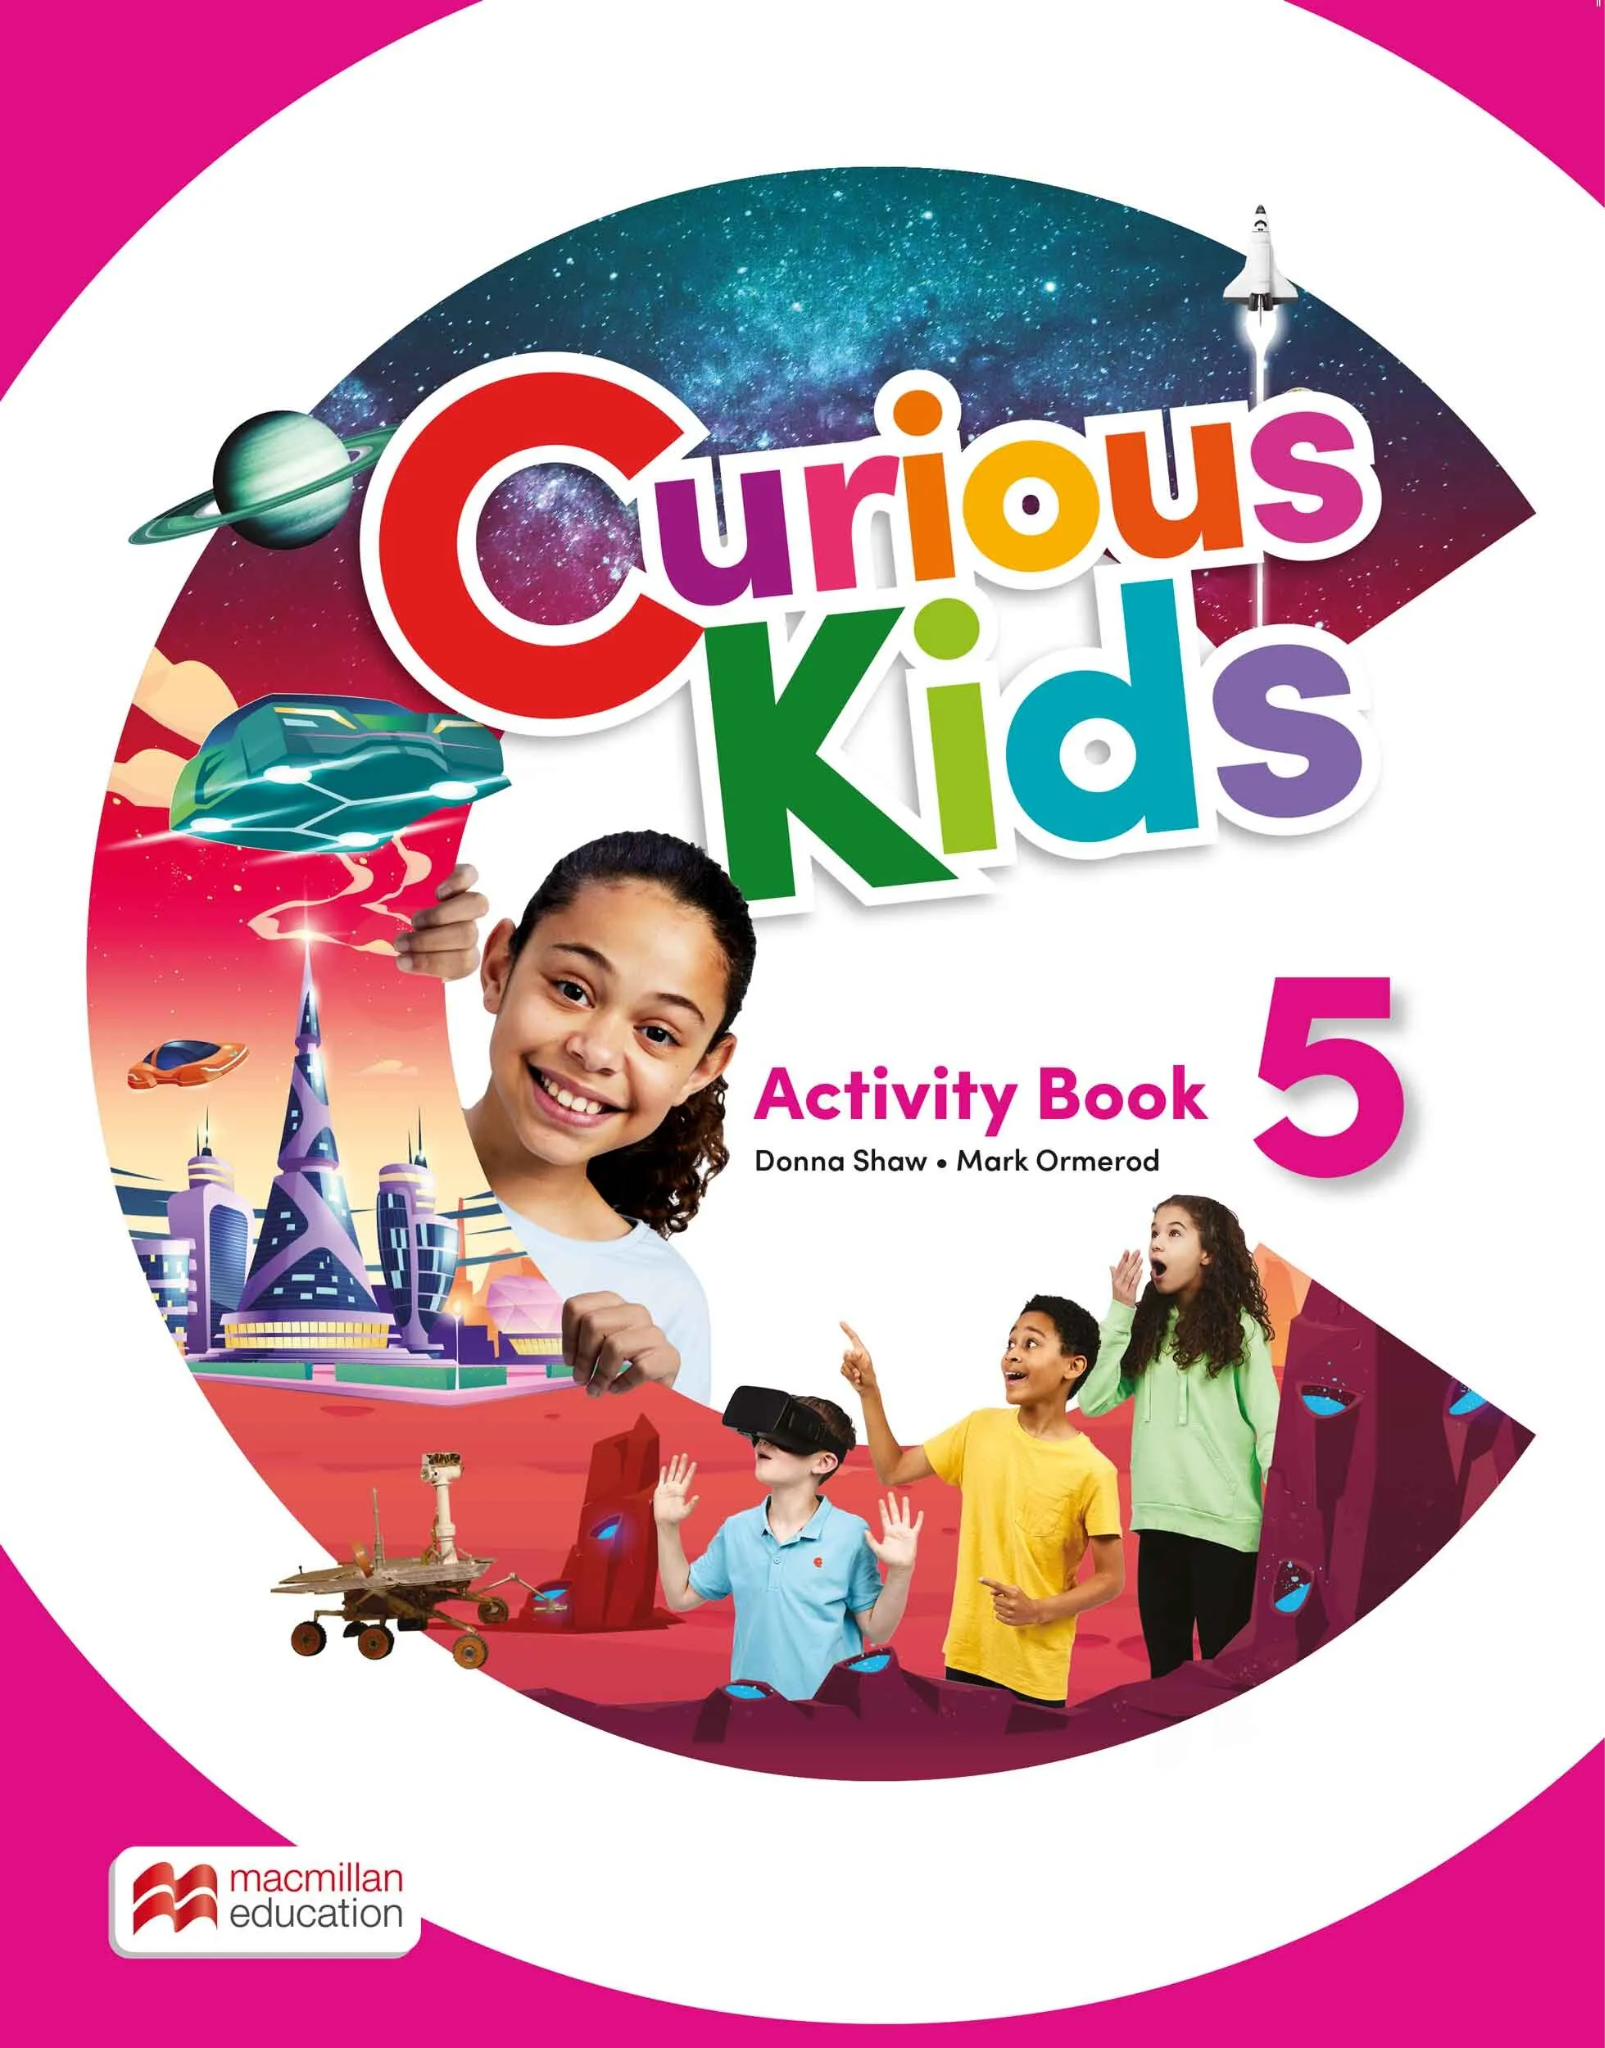 Curious
Kids
Activity Book 5
Donna Shaw • Mark Ormerod
macmillan
education